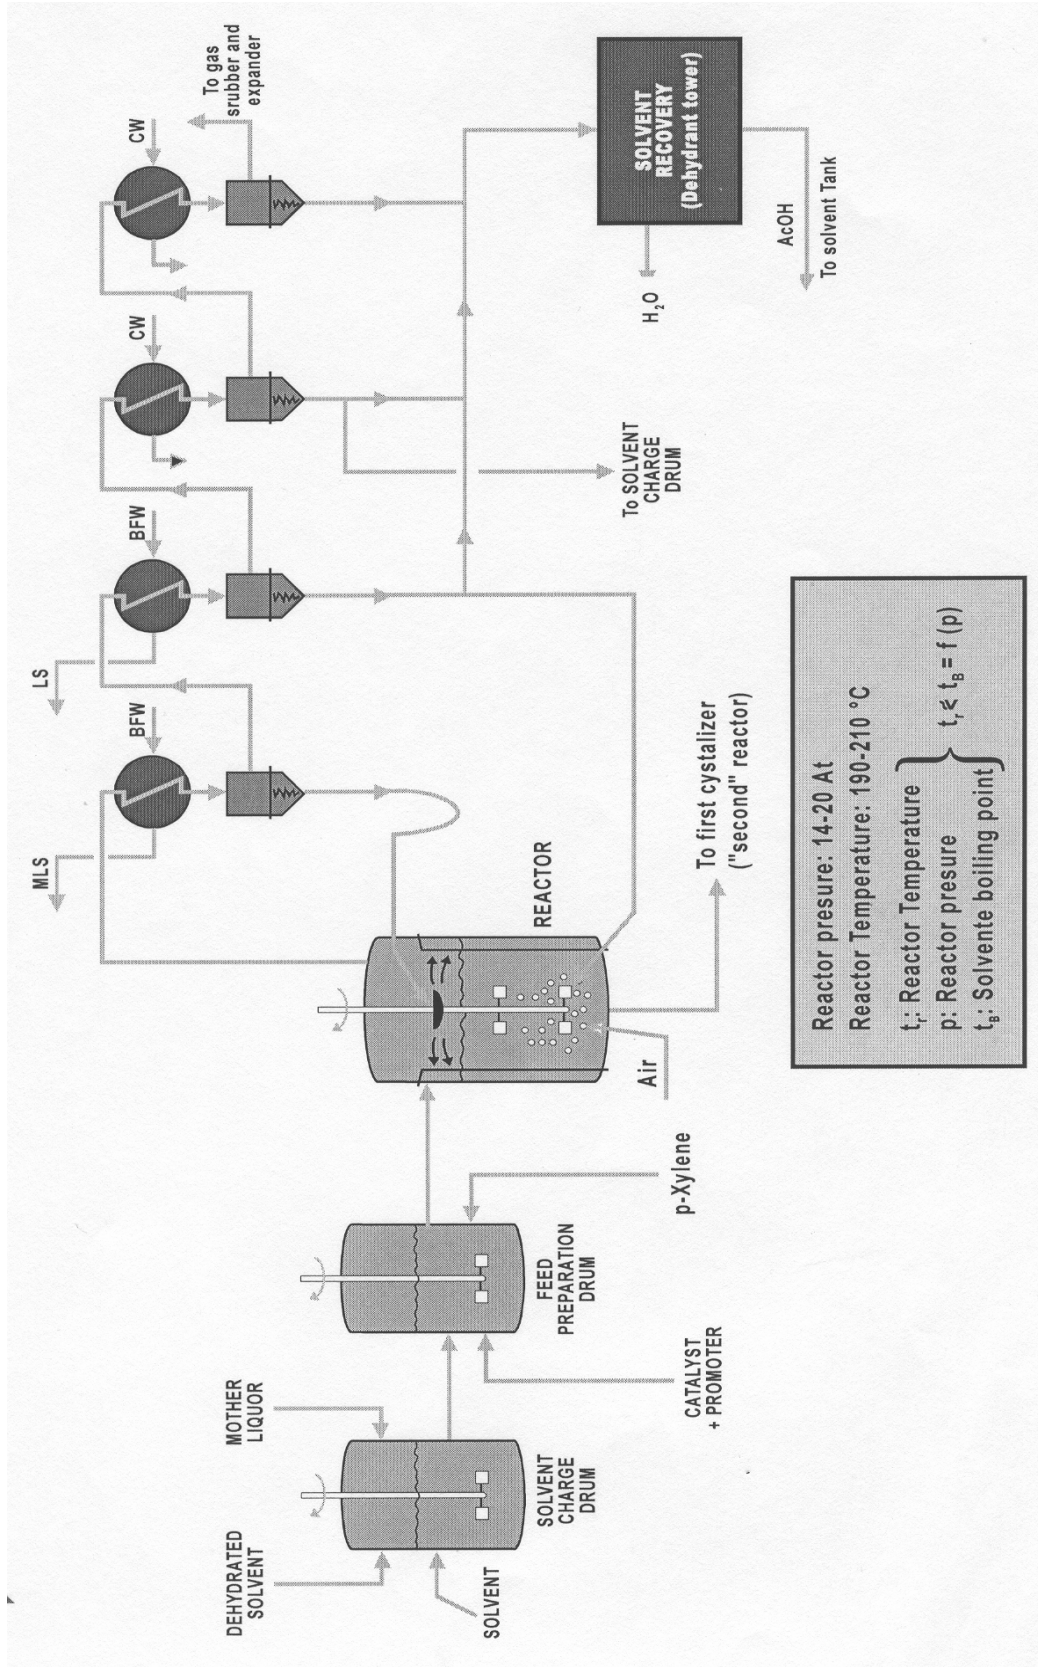 MLS
BFW
LS
BFW
CW
CW
To gas
srubber and
expander
DEHYDRATED
SOLVENT
MOTHER
LIQUOR
SOLVENT
SOLVENT
CHARGE
DRUM
CATALYST
+ PROMOTER
FEED
PREPARATION
DRUM
p-Xylene
Air
REACTOR
To first cystalizer
("second" reactor)
To SOLVENT
CHARGE
DRUM
SOLVENT
RECOVERY
(Dehydrant tower)
H₂O
AcOH
To solvent Tank
Reactor presure: 14-20 At
Reactor Temperature: 190-210 °C
tᵣ: Reactor Temperature
p: Reactor presure
t_B: Solvente boiling point
tᵣ ⩽ t_B = f (p)